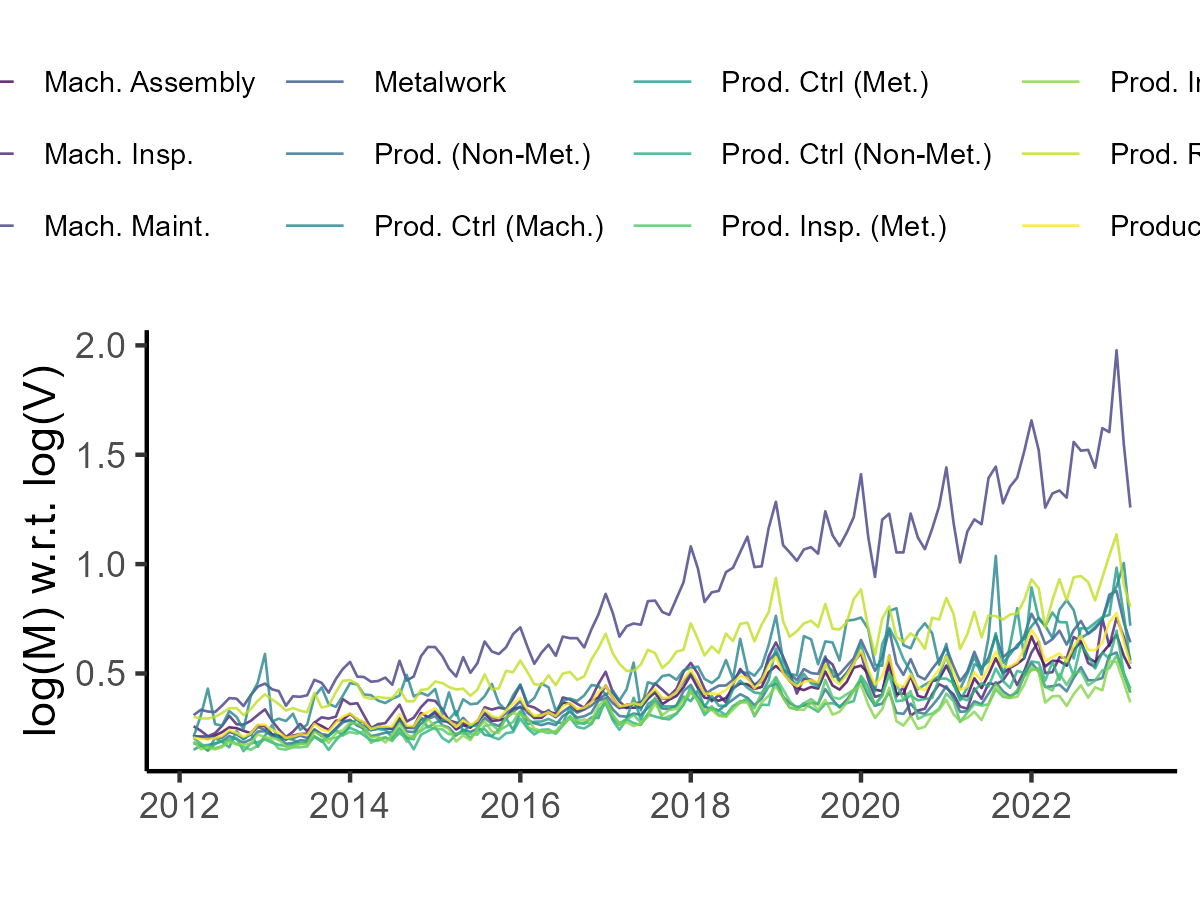 Mach. Assembly Metalwork Prod. Ctrl (Met.) Prod.
Mach. Insp. Prod. (Non-Met.) Prod. Ctrl (Non-Met.) Prod.
Mach. Maint. Prod. Ctrl (Mach.) Prod. Insp. (Met.)
log(M) w.r.t. log(V)
2.0
1.5
1.0
0.5
2012 2014 2016 2018 2020 2022